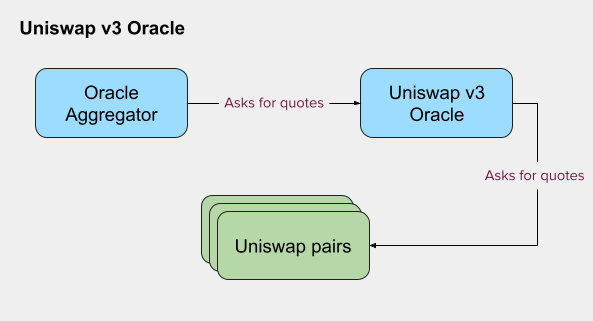 Uniswap v3 Oracle
Oracle
Aggregator
Asks for quotes
Uniswap v3
Oracle
Asks for quotes
Uniswap pairs